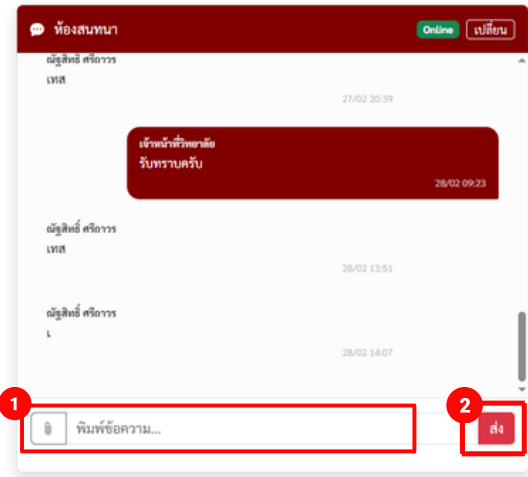 ห้องสนทนา
Online
เปลี่ยน
ณัฐสิทธิ์ ศรีถาวร
เทส
27/02 20:39
เจ้าหน้าที่วิทยาลัย
รับทราบครับ
28/02 09:23
ณัฐสิทธิ์ ศรีถาวร
เทส
28/02 13:51
ณัฐสิทธิ์ ศรีถาวร
เ
28/02 14:07
1
2
พิมพ์ข้อความ...
ส่ง